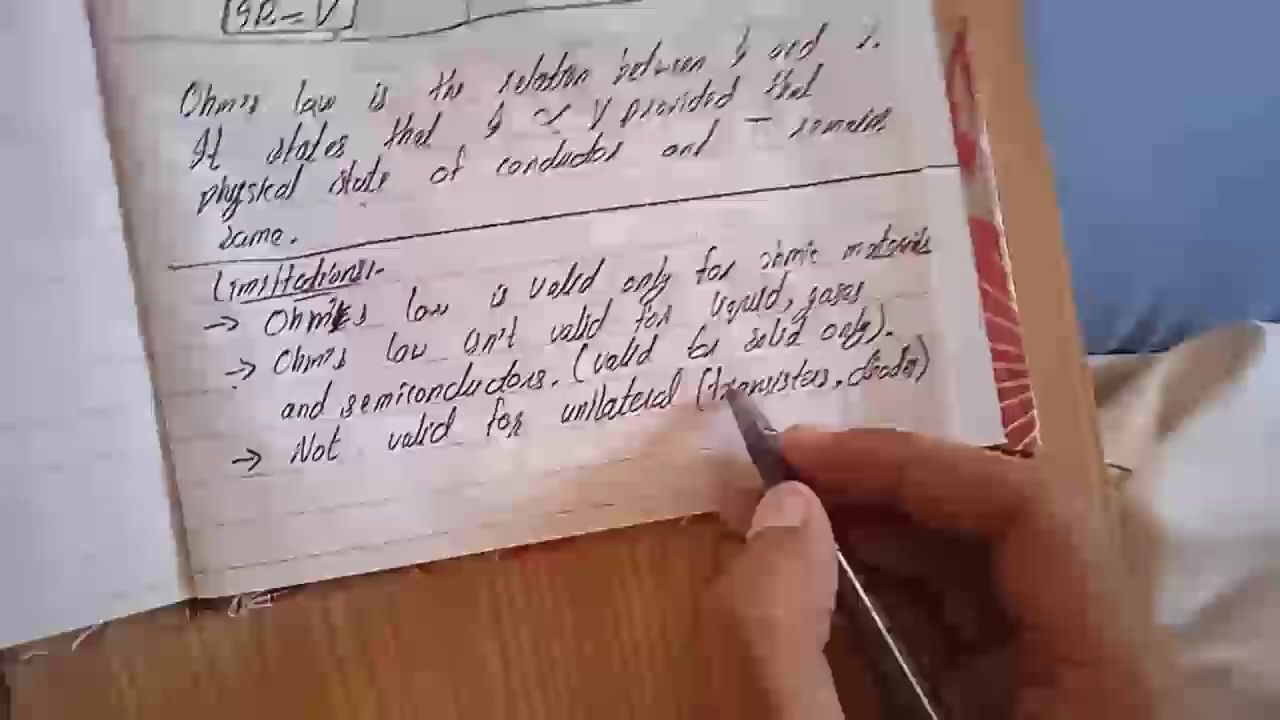 IR = V
Ohm's law is the relation between I and V.
It states that I ∝ V provided that
physical state of conductor and T remains
same.
Limitations:-
→ Ohm's law is valid only for ohmic materials
→ Ohm's law isn't valid for liquid, gases
and semiconductors. (valid for solid only).
→ Not valid for unilateral (transistors, diodes)